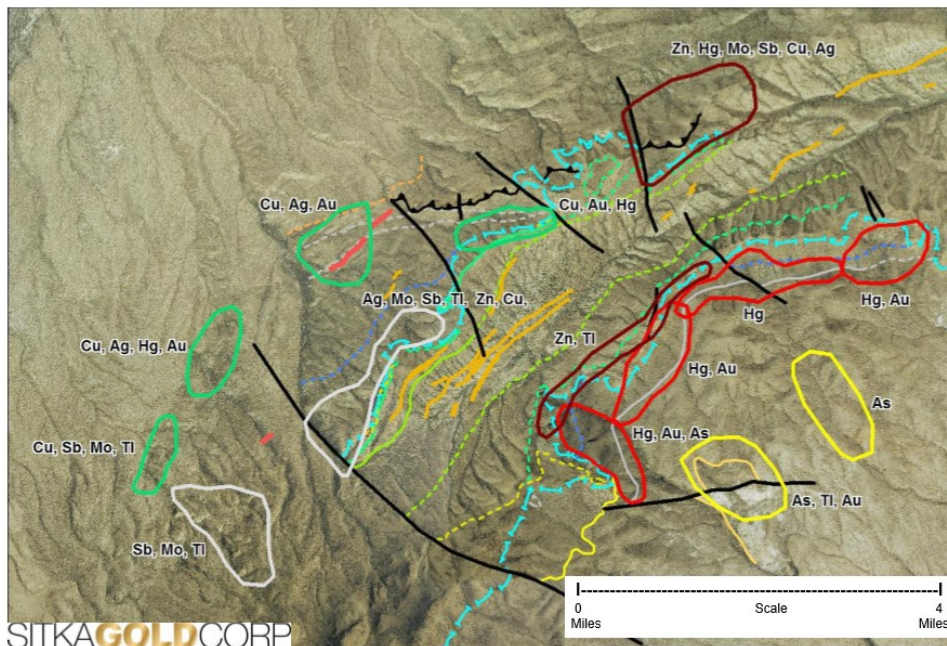 Zn, Hg, Mo, Sb, Cu, Ag
Cu, Ag, Au
Cu, Au, Hg
Ag, Mo, Sb, Tl, Zn, Cu,
Hg, Au
Hg
Zn, Tl
Cu, Ag, Hg, Au
Hg, Au
As
Cu, Sb, Mo, Tl
Hg, Au, As
As, Tl, Au
Sb, Mo, Tl
0 Scale 4
Miles Miles
SITKAGOLDCORP